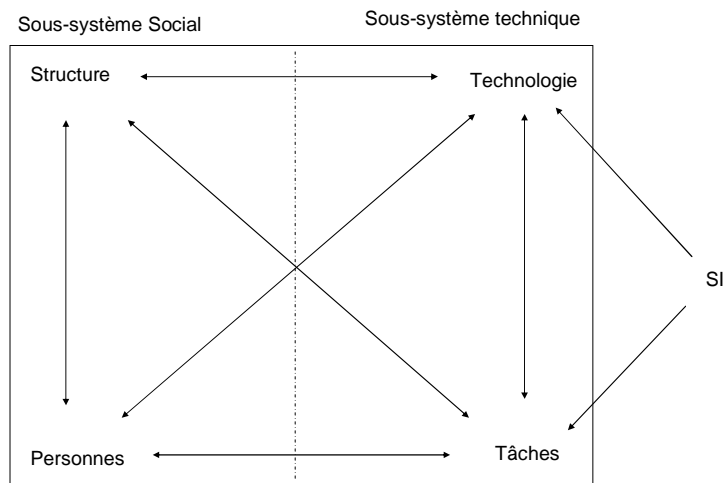 Sous-système Social
Sous-système technique
Structure
Technologie
SI
Personnes
Tâches